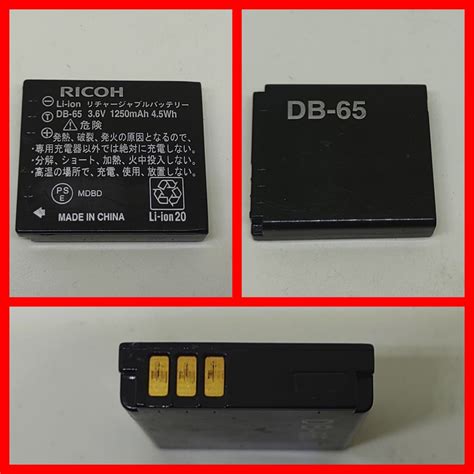 RICOH
Li-ion リチャージャブルバッテリー
DB-65 3.6V 1250mAh 4.5Wh
⚠危険
・発熱、破裂、発火の原因となるので、
専用充電器以外では絶対に充電しない。
・分解、ショート、加熱、火中投入しない。
・高温の場所で充電、使用、放置しない。
PSE
MDBD
MADE IN CHINA
Li-ion20
DB-65